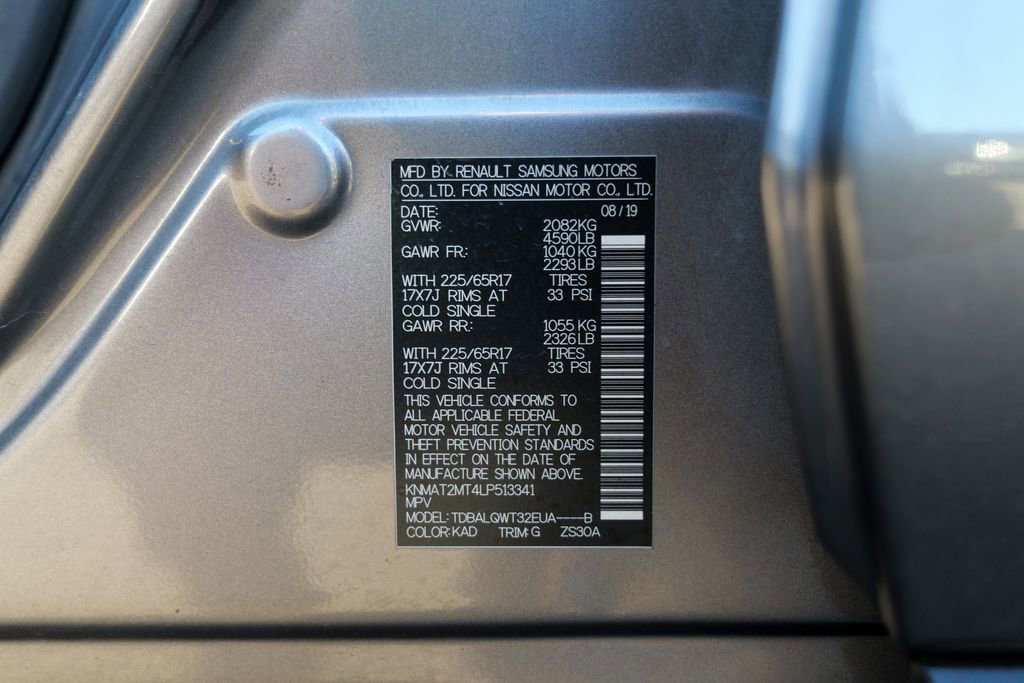 MFD BY RENAULT SAMSUNG MOTORS
CO., LTD. FOR NISSAN MOTOR CO., LTD.
DATE: 08/19
GVWR: 2082KG
4590LB
GAWR FR.: 1040KG
2293LB
WITH 225/65R17 TIRES
17X7J RIMS AT 33 PSI
COLD SINGLE
GAWR RR.: 1055KG
2326LB
WITH 225/65R17 TIRES
17X7J RIMS AT 33 PSI
COLD SINGLE
THIS VEHICLE CONFORMS TO
ALL APPLICABLE FEDERAL
MOTOR VEHICLE SAFETY AND
THEFT PREVENTION STANDARDS
IN EFFECT ON THE DATE OF
MANUFACTURE SHOWN ABOVE.
KNMAT2MT4LP513341
MPV
MODEL: TDBALQWT32EUA----B
COLOR: KAD TRIM: G ZS30A